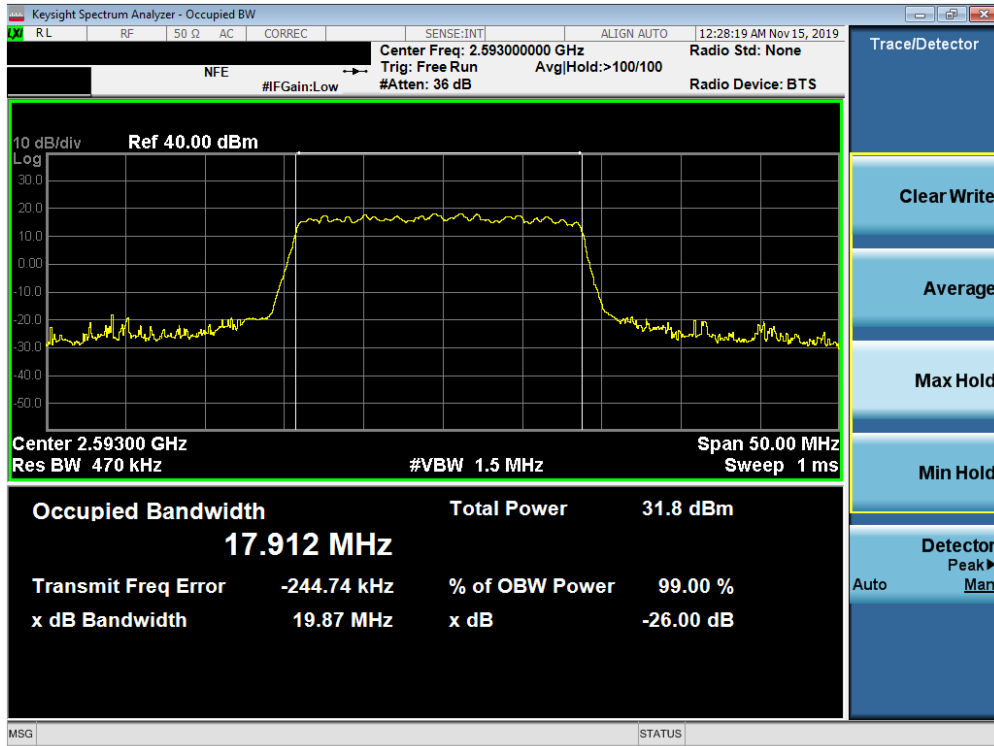 Keysight Spectrum Analyzer - Occupied BW
LXI RL RF 50 Ω AC CORREC SENSE:INT ALIGN AUTO 12:28:19 AM Nov 15, 2019
Center Freq: 2.593000000 GHz Radio Std: None
NFE Trig: Free Run Avg|Hold:>100/100
#IFGain:Low #Atten: 36 dB Radio Device: BTS
Trace/Detector
10 dB/div Ref 40.00 dBm
Log
30.0
20.0
10.0
0.00
-10.0
-20.0
-30.0
-40.0
-50.0
Center 2.59300 GHz Span 50.00 MHz
Res BW 470 kHz #VBW 1.5 MHz Sweep 1 ms
Occupied Bandwidth Total Power 31.8 dBm
17.912 MHz
Transmit Freq Error -244.74 kHz % of OBW Power 99.00 %
x dB Bandwidth 19.87 MHz x dB -26.00 dB
Clear Write
Average
Max Hold
Min Hold
Detector
Peak▶
Auto Man
MSG STATUS